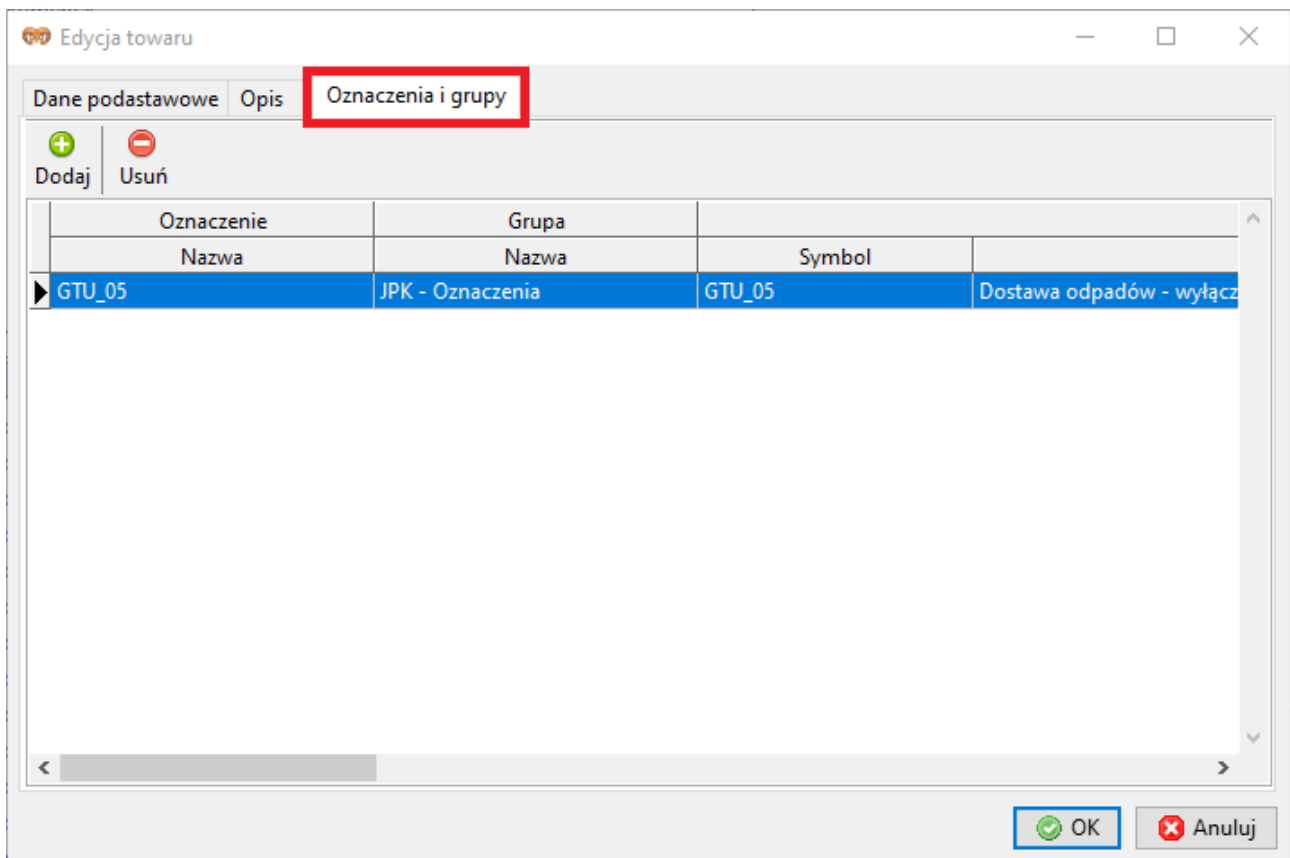 Edycja towaru
Dane podastawowe Opis Oznaczenia i grupy
Dodaj Usuń
Oznaczenie Grupa
Nazwa Nazwa Symbol
GTU_05 JPK - Oznaczenia GTU_05 Dostawa odpadów - wyłącz
OK Anuluj